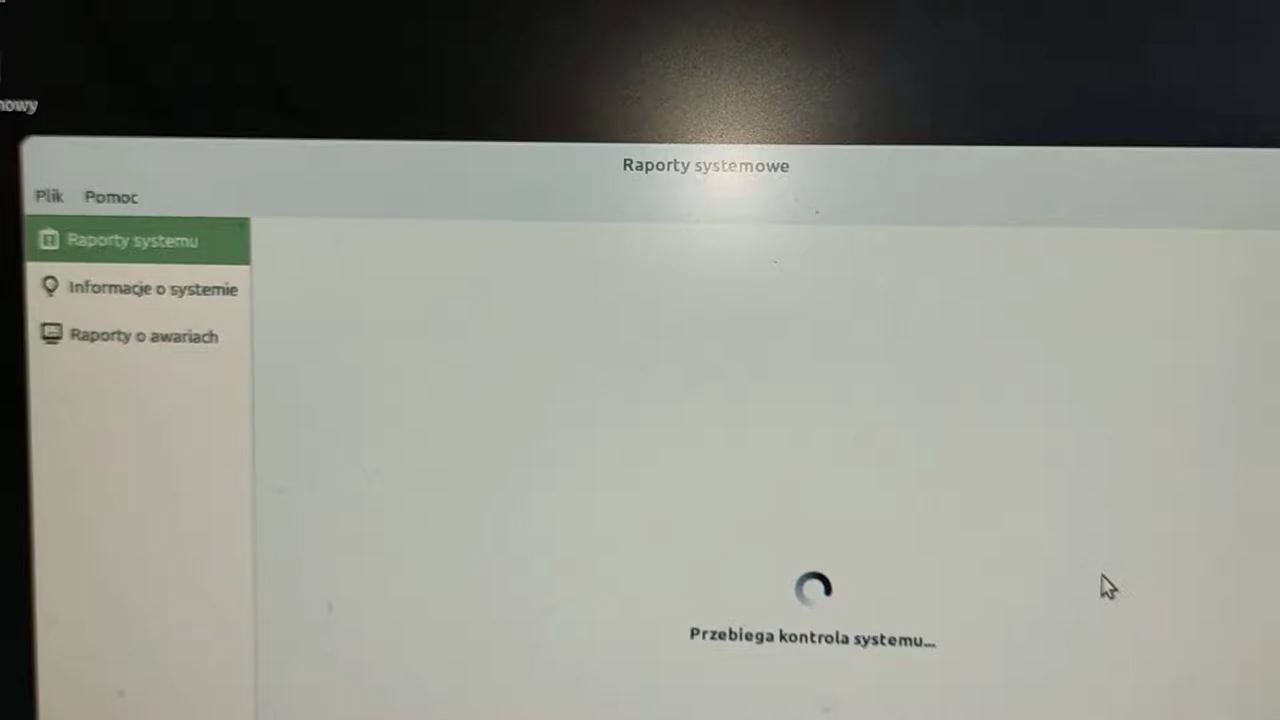 nowy
Raporty systemowe
Plik Pomoc
Raporty systemu
Informacje o systemie
Raporty o awariach
Przebiega kontrola systemu...